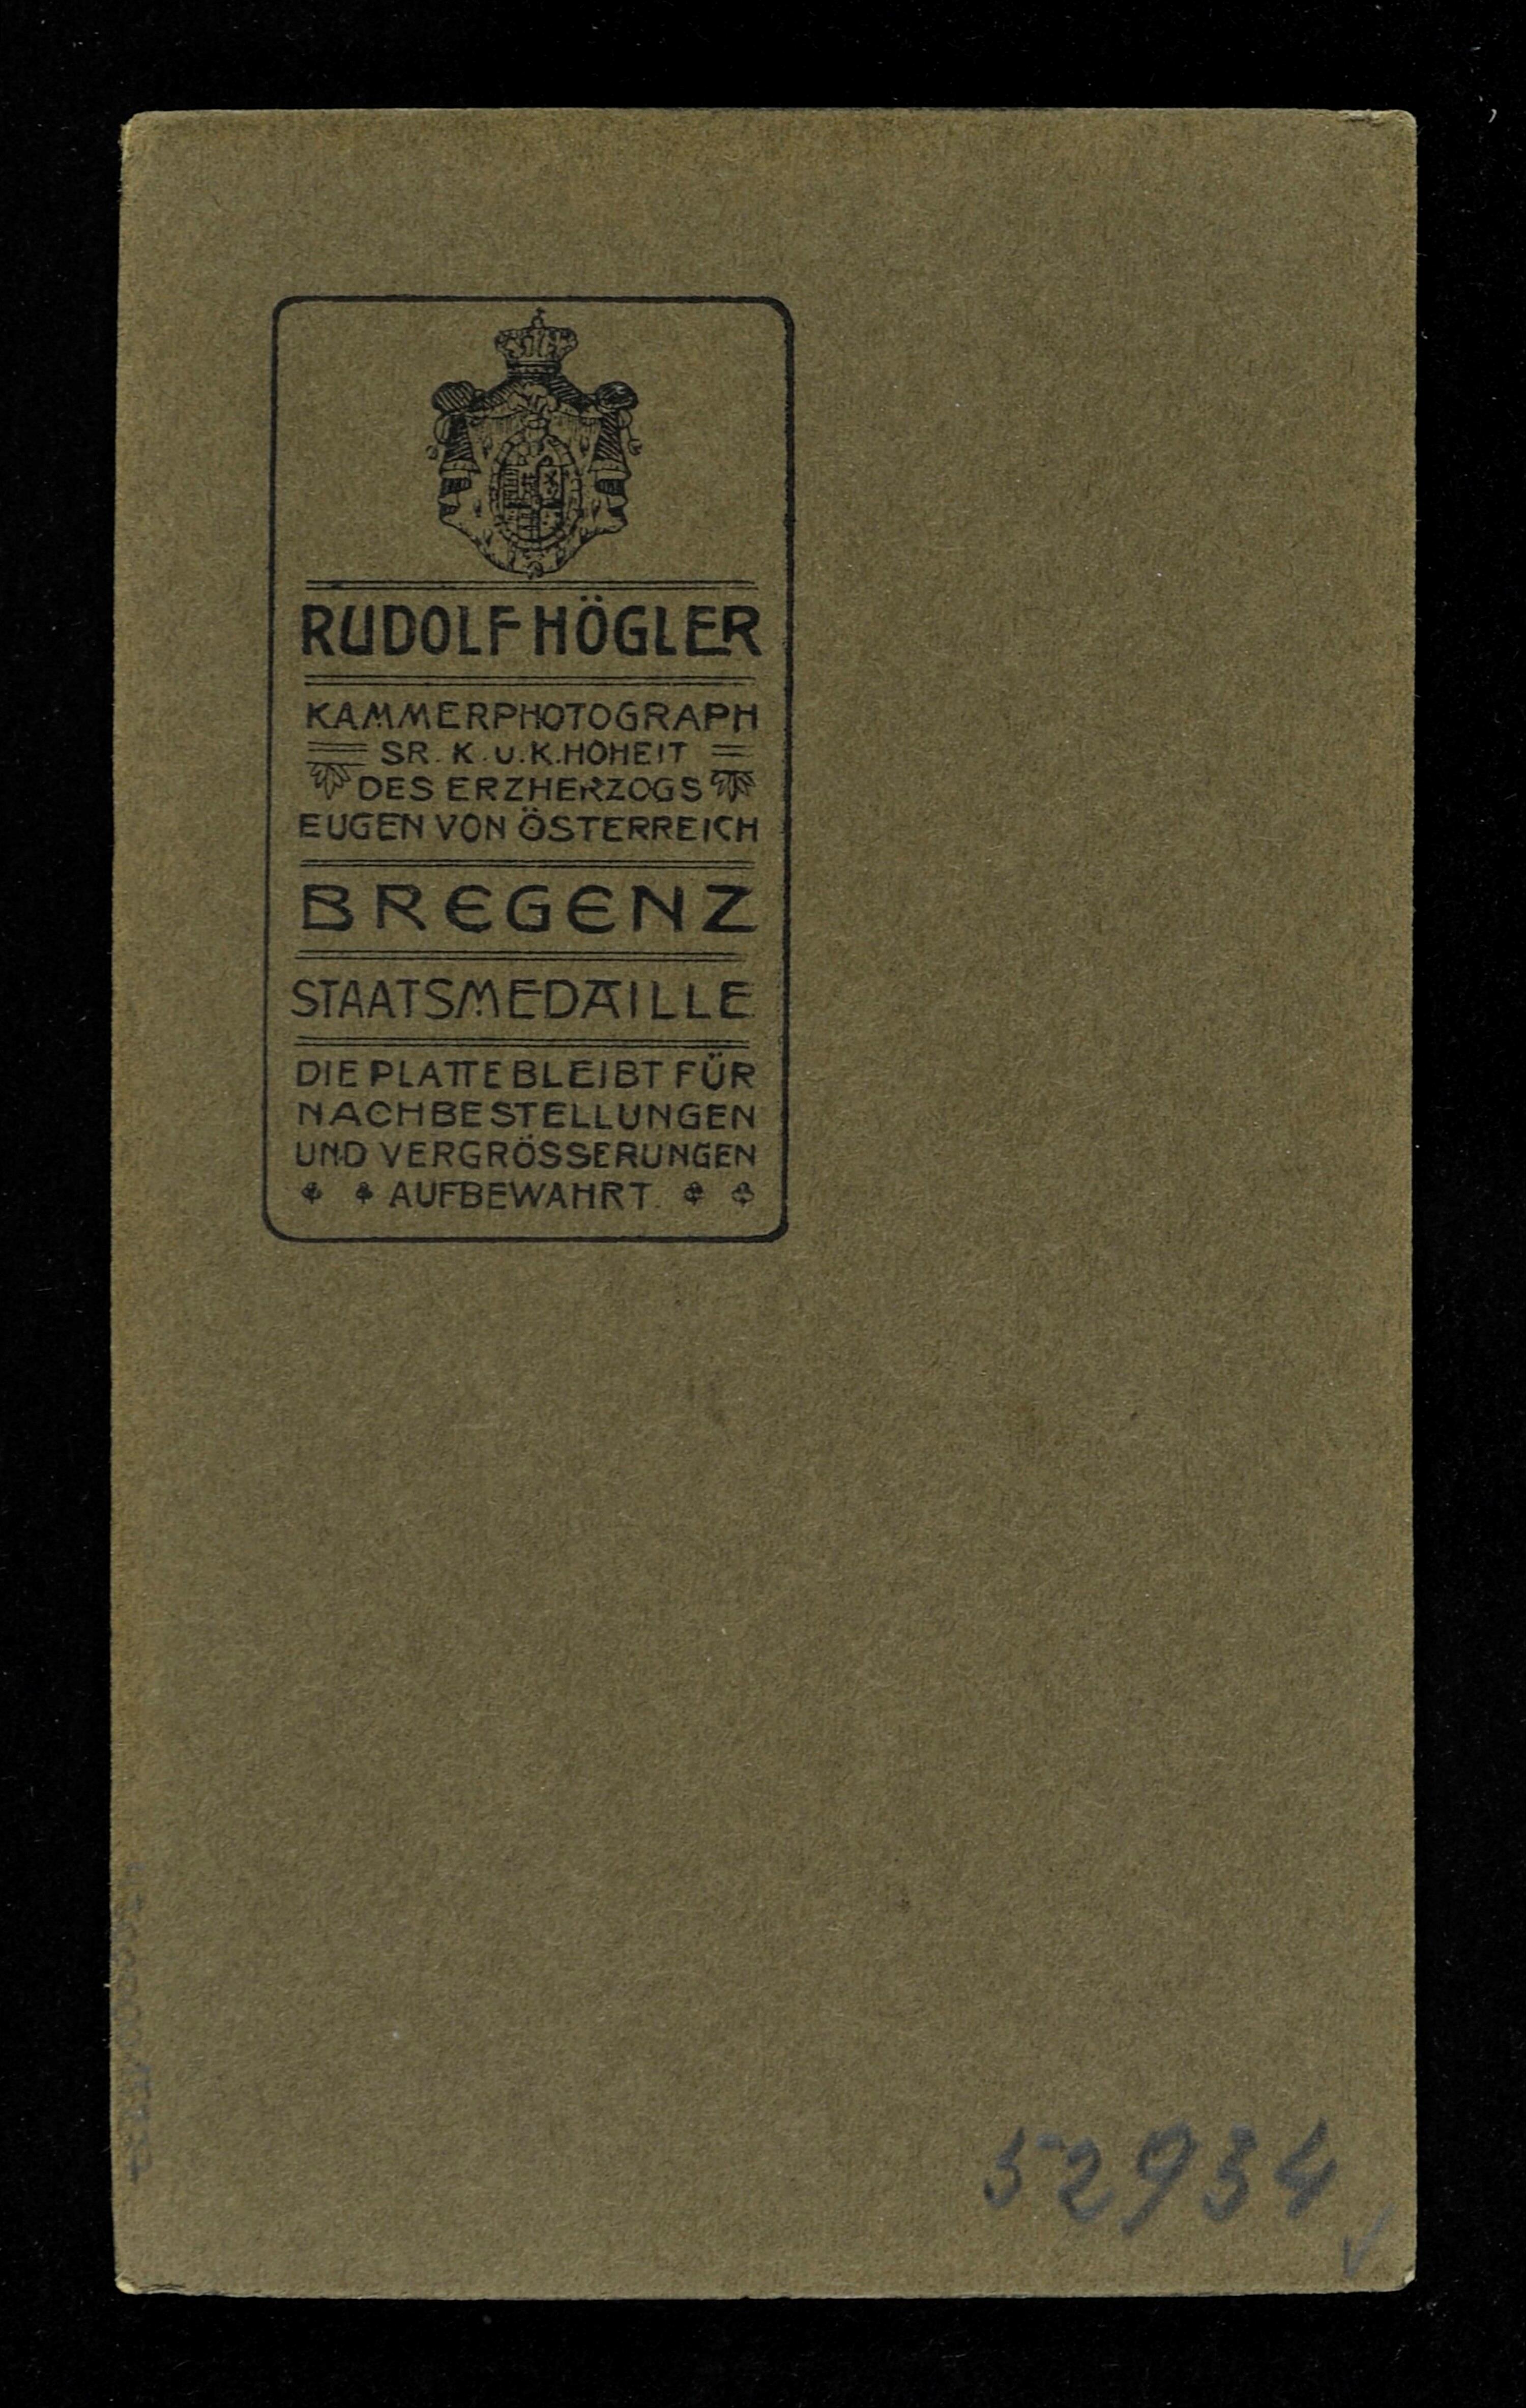 RUDOLF HÖGLER
KAMMERPHOTOGRAPH
SR. K. u. K. HOHEIT
DES ERZHERZOGS
EUGEN VON ÖSTERREICH
BREGENZ
STAATSMEDAILLE
DIE PLATTE BLEIBT FÜR
NACHBESTELLUNGEN
UND VERGRÖSSERUNGEN
AUFBEWAHRT.
52934